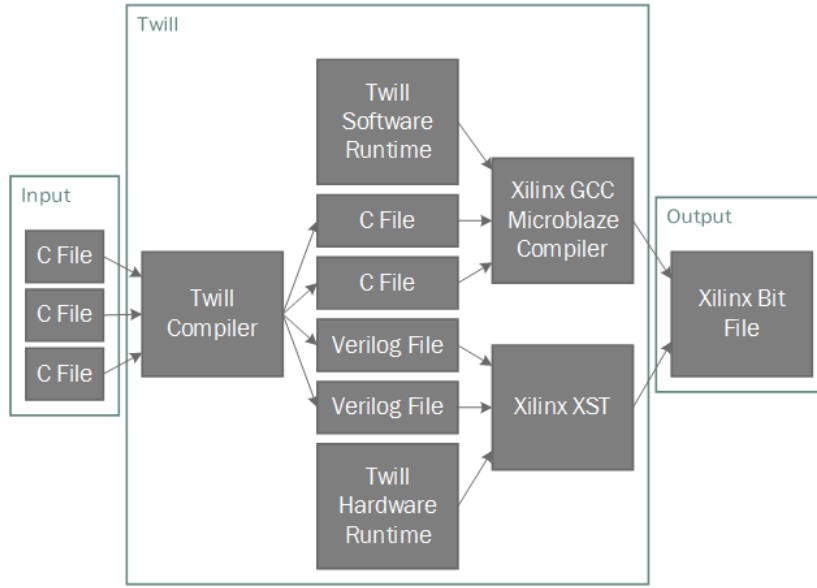 Twill
Input
C File
C File
C File
Twill
Compiler
Twill
Software
Runtime
C File
C File
Verilog File
Verilog File
Twill
Hardware
Runtime
Xilinx GCC
Microblaze
Compiler
Xilinx XST
Output
Xilinx Bit
File